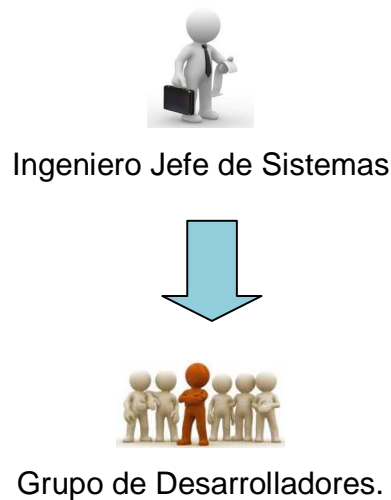 Ingeniero Jefe de Sistemas
Grupo de Desarrolladores.